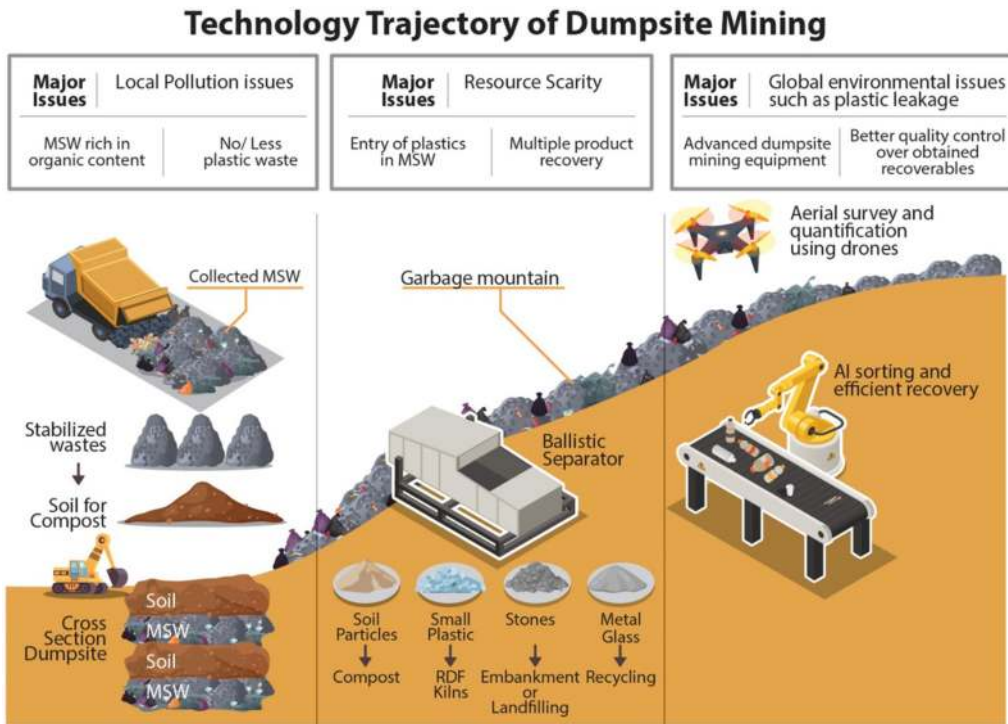 Technology Trajectory of Dumpsite Mining
Major
Issues
Local Pollution issues
MSW rich in
organic content
No/ Less
plastic waste
Major
Issues
Resource Scarity
Entry of plastics
in MSW
Multiple product
recovery
Major
Issues
Global environmental issues
such as plastic leakage
Advanced dumpsite
mining equipment
Better quality control
over obtained
recoverables
Collected MSW
Stabilized
wastes
Soil for
Compost
Cross
Section
Dumpsite
Soil
MSW
Soil
MSW
Garbage mountain
Ballistic
Separator
Soil
Particles
Compost
Small
Plastic
RDF
Kilns
Stones
Embankment
or
Landfilling
Metal
Glass
Recycling
Aerial survey and
quantification
using drones
AI sorting and
efficient recovery